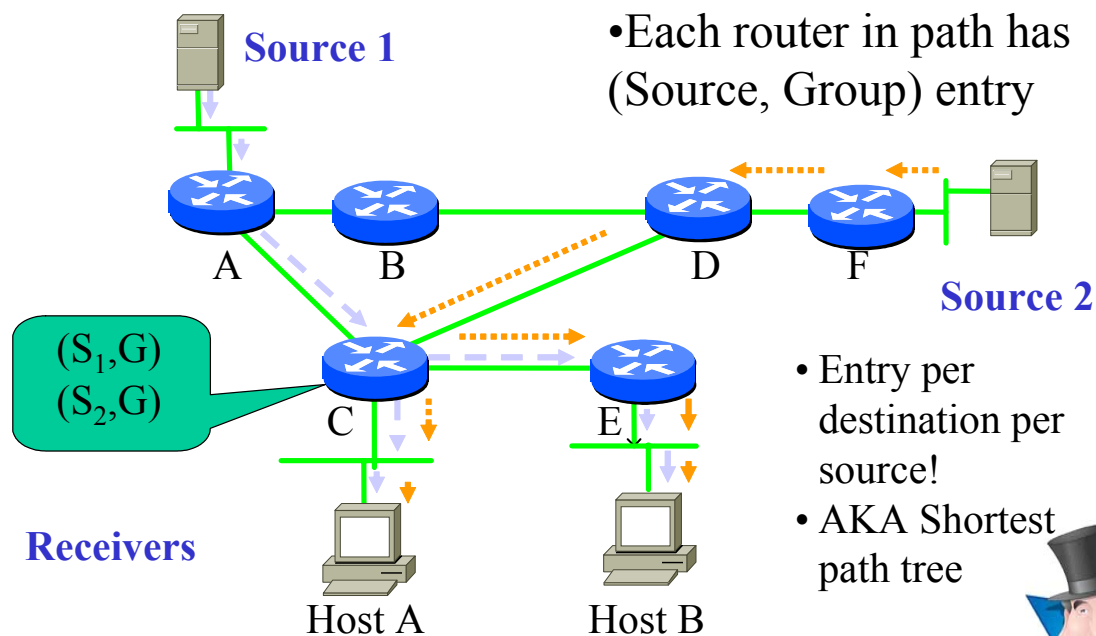 Source 1
•Each router in path has
(Source, Group) entry
A
B
D
F
Source 2
(S₁,G)
(S₂,G)
C
E
• Entry per
destination per
source!
• AKA Shortest
path tree
Receivers
Host A
Host B